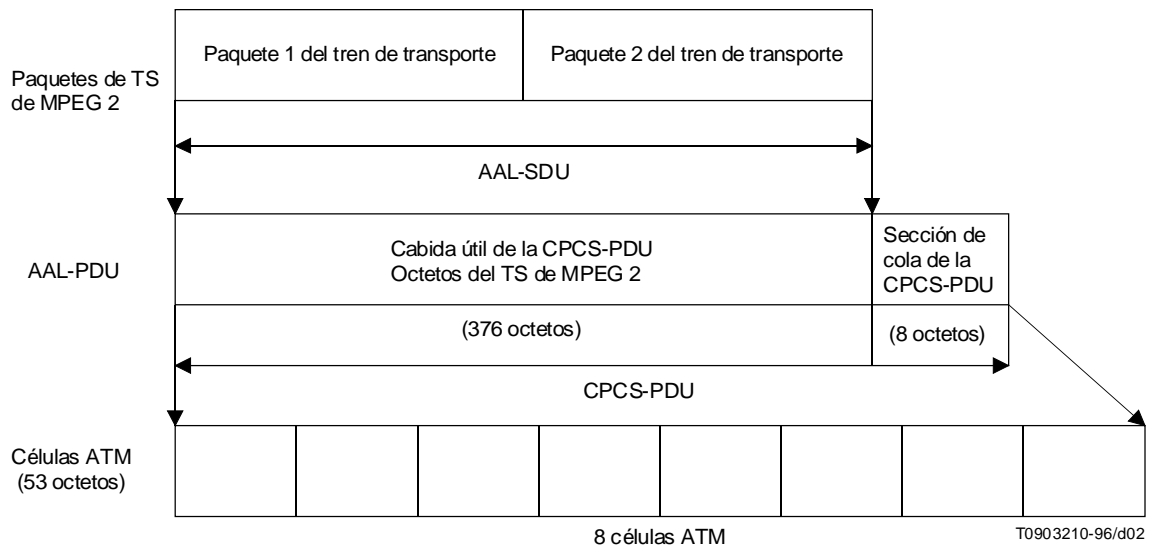 Paquete 1 del tren de transporte
Paquete 2 del tren de transporte
Paquetes de TS
de MPEG 2
AAL-SDU
AAL-PDU
Cabida útil de la CPCS-PDU
Octetos del TS de MPEG 2
Sección de
cola de la
CPCS-PDU
(376 octetos)
(8 octetos)
CPCS-PDU
Células ATM
(53 octetos)
8 células ATM
T0903210-96/d02